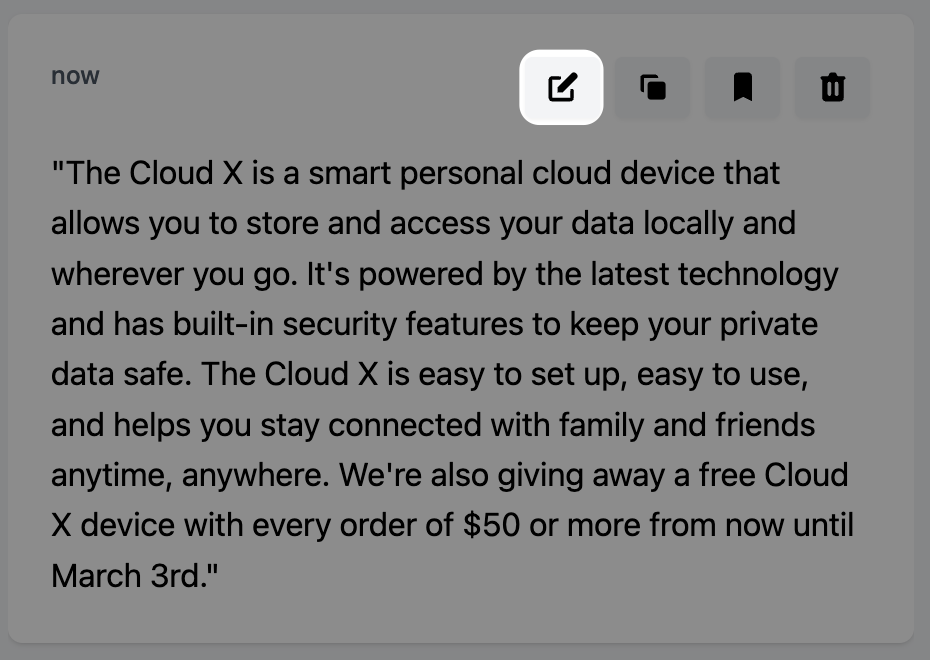 now
"The Cloud X is a smart personal cloud device that
allows you to store and access your data locally and
wherever you go. It's powered by the latest technology
and has built-in security features to keep your private
data safe. The Cloud X is easy to set up, easy to use,
and helps you stay connected with family and friends
anytime, anywhere. We're also giving away a free Cloud
X device with every order of $50 or more from now until
March 3rd."